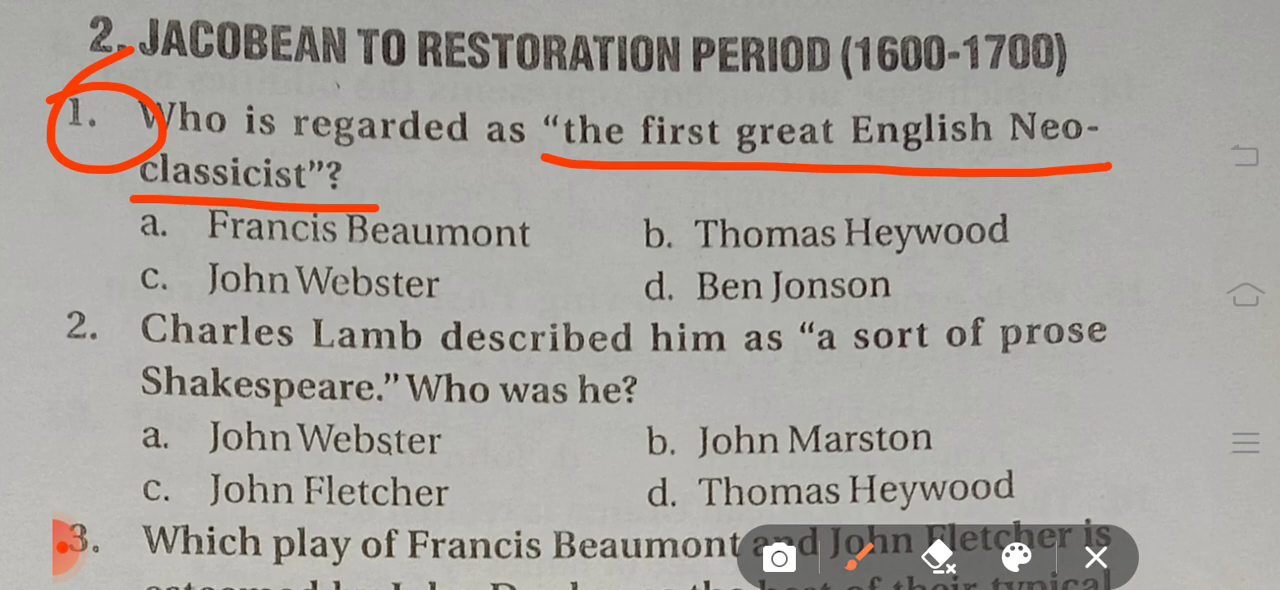 2. JACOBEAN TO RESTORATION PERIOD (1600-1700)
1. Who is regarded as “the first great English Neo-
classicist”?
a. Francis Beaumont b. Thomas Heywood
c. John Webster d. Ben Jonson
2. Charles Lamb described him as “a sort of prose
Shakespeare.” Who was he?
a. John Webster b. John Marston
c. John Fletcher d. Thomas Heywood
3. Which play of Francis Beaumont and John Fletcher is
of their typical